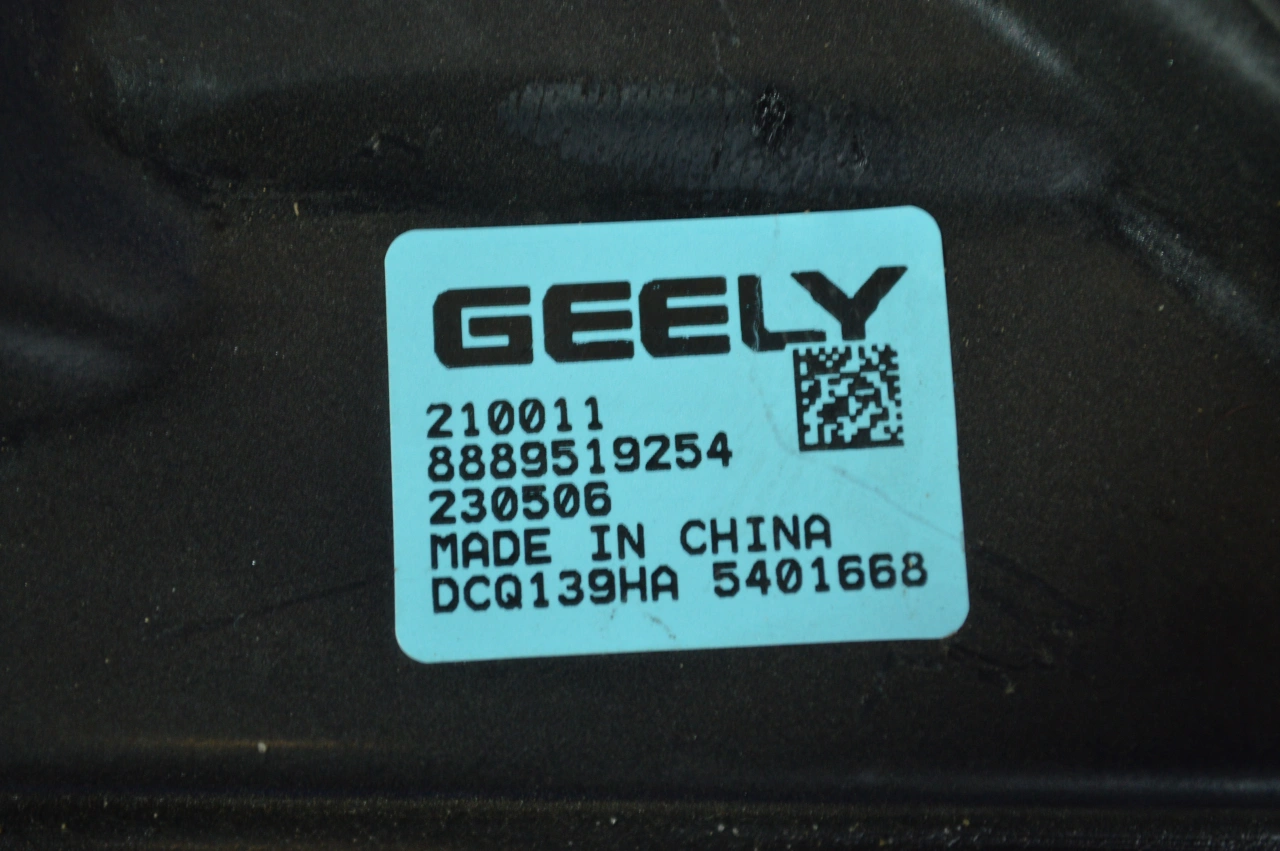 GEELY
210011
8889519254
230506
MADE IN CHINA
DCQ139HA 5401668